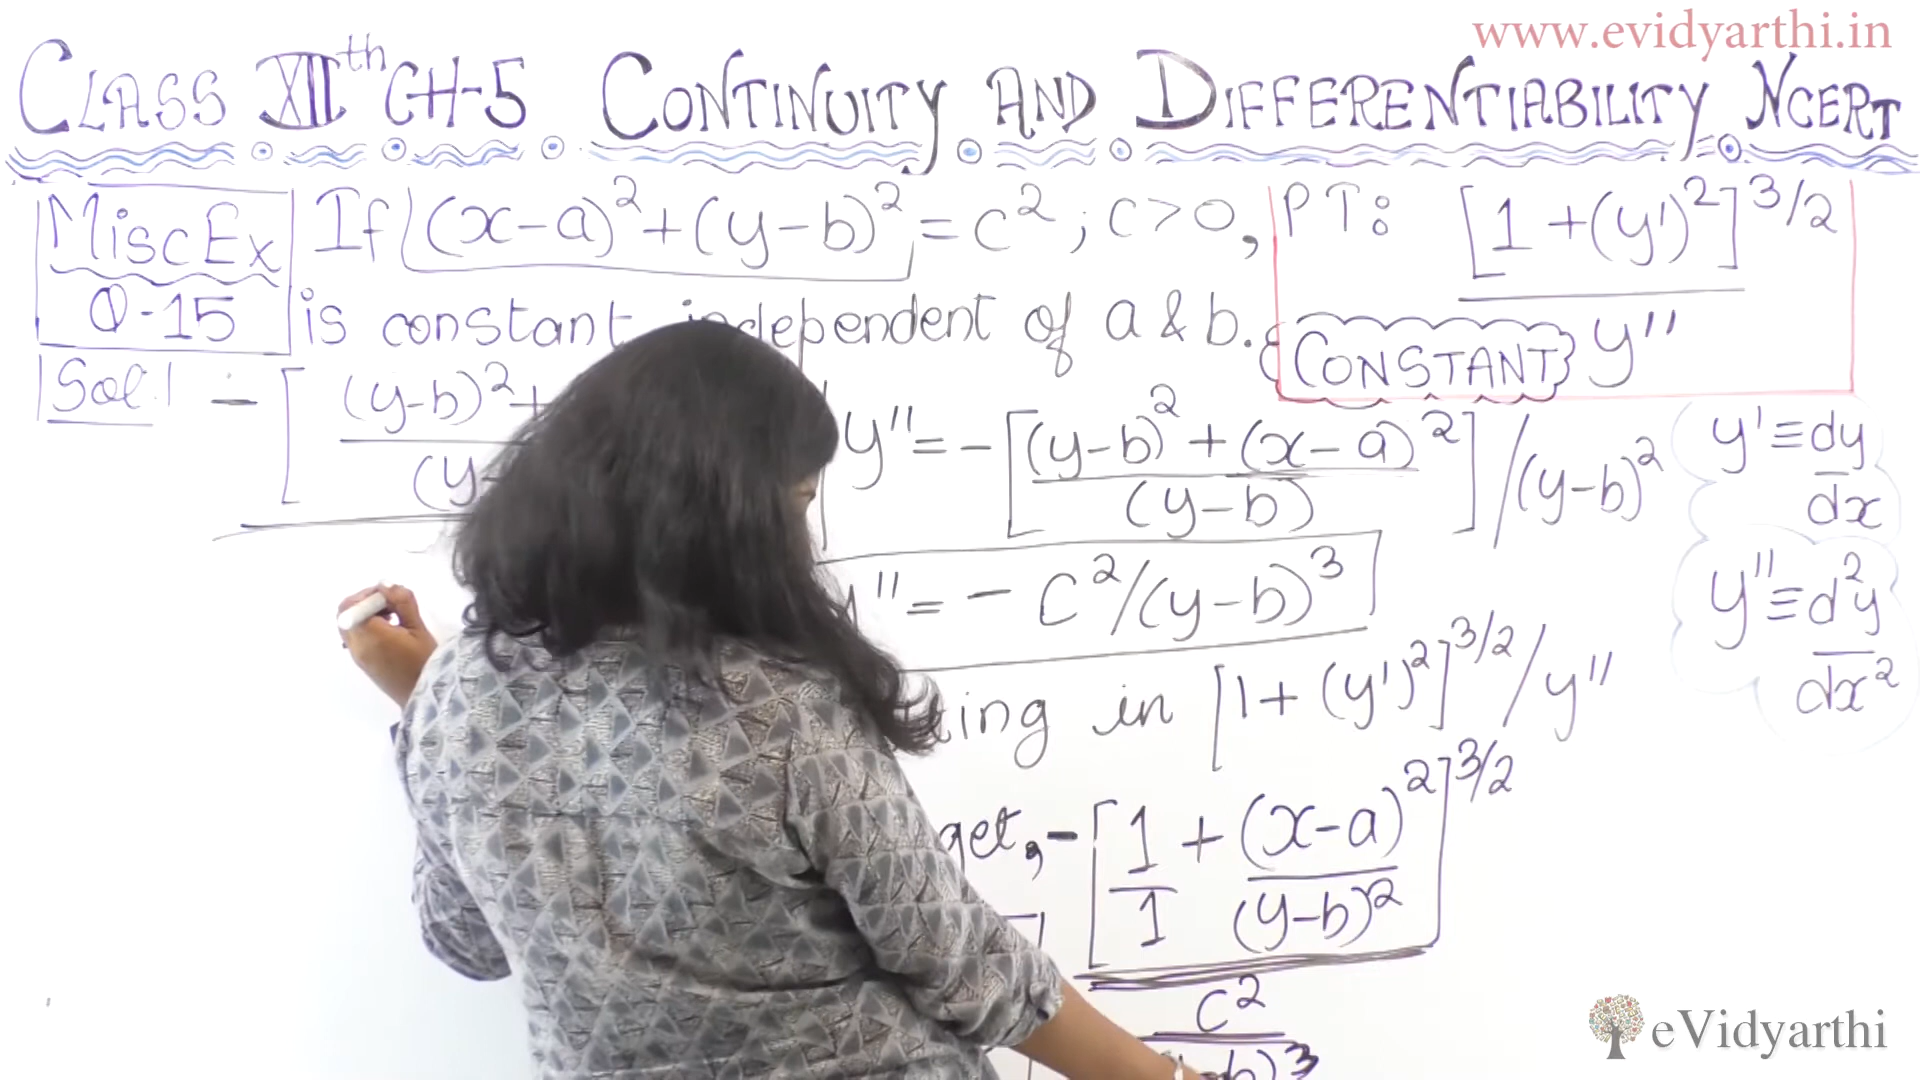 www.evidyarthi.in
CLASS XIIth CH-5 CONTINUITY AND DIFFERENTIABILITY NCERT
Misc Ex
Q-15
If (x-a)²+(y-b)² = c²; c>0, PT: [1+(y')²]^3/2
is constant independent of a & b. {CONSTANT} y''
Sol.
- [ (y-b)²+
(y-
y'' = - [(y-b)² + (x-a)²] / (y-b)²
(y-b)
y' ≡ dy
dx
'' = - C²/(y-b)³
y'' ≡ d²y
dx²
ing in [1+(y')²]^3/2 / y''
get, - [1 + (x-a)²]^3/2
1 (y-b)²
c²
b)³
eVidyarthi